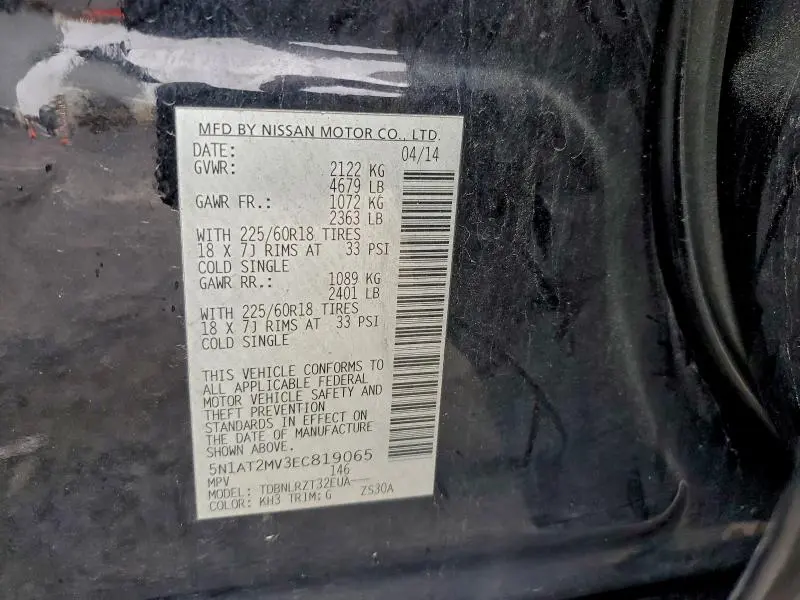 MFD BY NISSAN MOTOR CO., LTD.
DATE: 04/14
GVWR: 2122 KG
4679 LB
GAWR FR.: 1072 KG
2363 LB
WITH 225/60R18 TIRES
18 X 7J RIMS AT 33 PSI
COLD SINGLE
GAWR RR.: 1089 KG
2401 LB
WITH 225/60R18 TIRES
18 X 7J RIMS AT 33 PSI
COLD SINGLE
THIS VEHICLE CONFORMS TO
ALL APPLICABLE FEDERAL
MOTOR VEHICLE SAFETY AND
THEFT PREVENTION
STANDARDS IN EFFECT ON
THE DATE OF MANUFACTURE
SHOWN ABOVE.
5N1AT2MV3EC819065
MPV 146
MODEL: TDBNLRZT32EUA----
COLOR: KH3 TRIM: G ZS30A